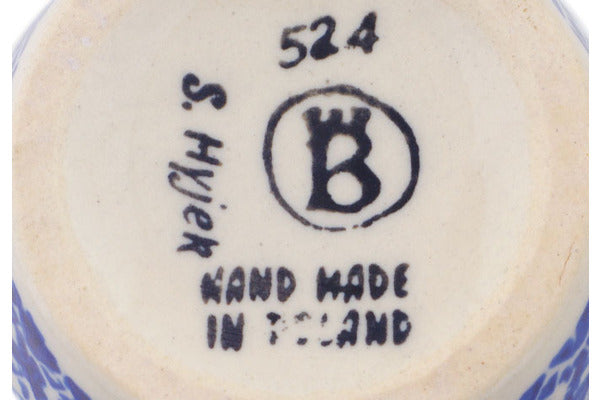 524
B
S. Hyjek
HAND MADE
IN POLAND